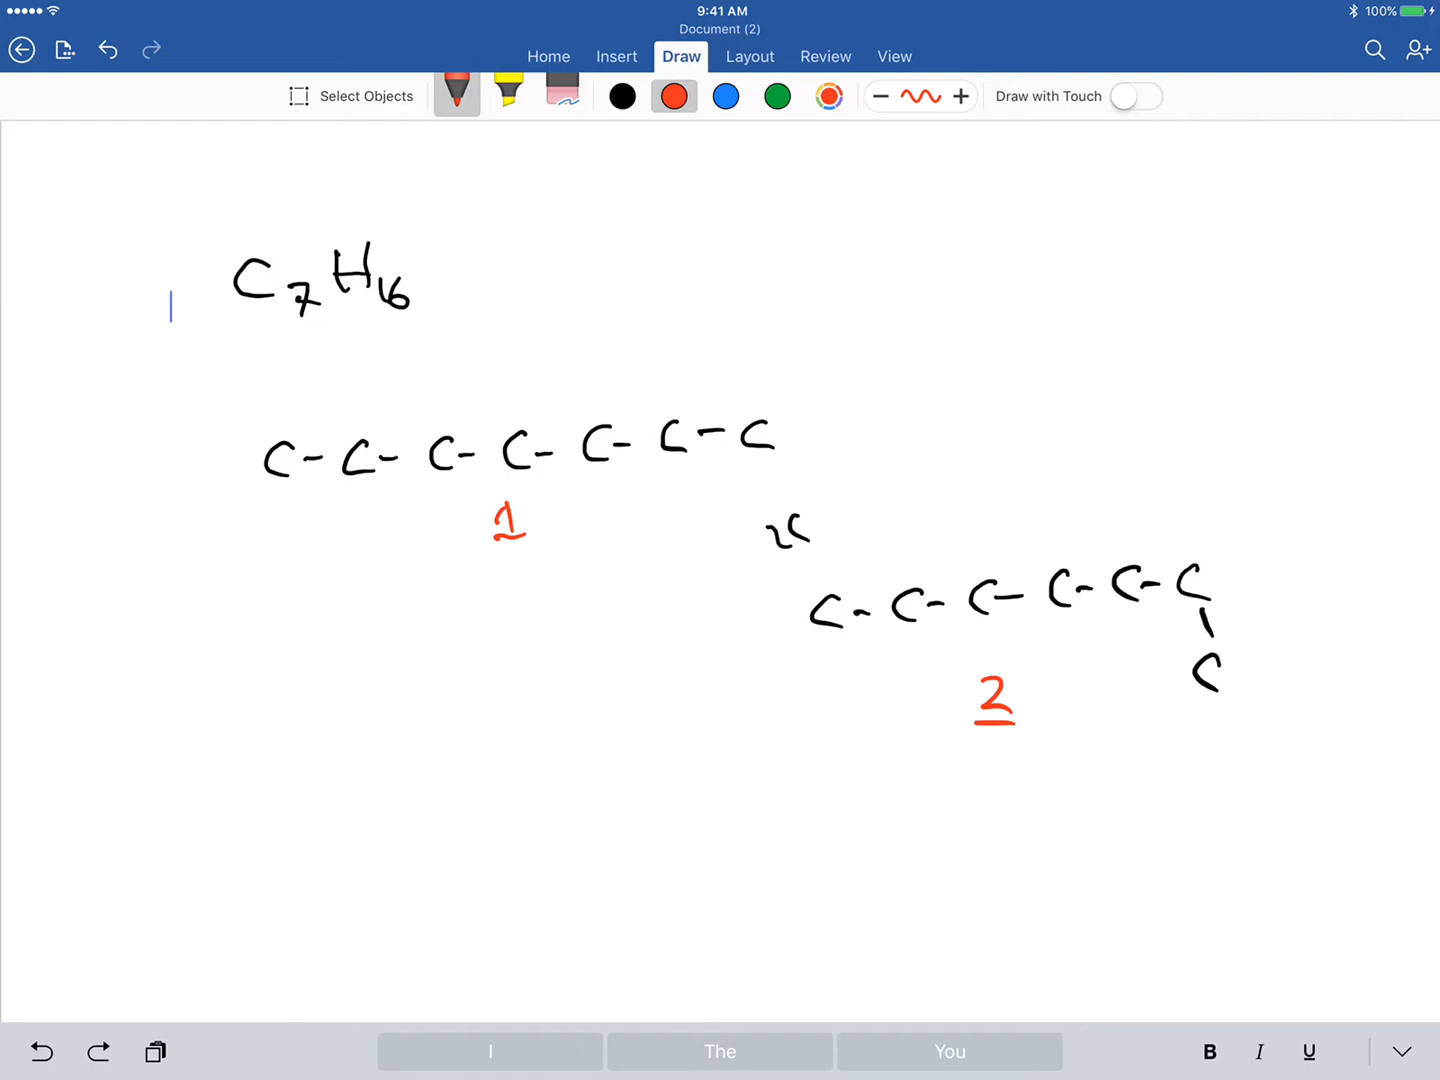 9:41 AM
100%
Document (2)
Home Insert Draw Layout Review View
Select Objects
Draw with Touch
C₇H₁₆
C-C-C-C-C-C-C
1
C-C-C-C-C-C
C
2
I The You
B I U